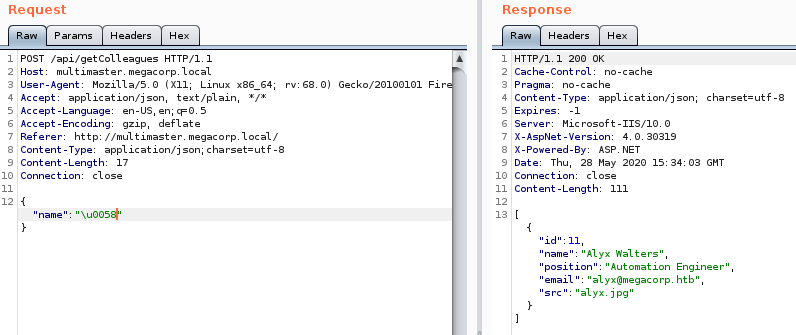 Request
Raw Params Headers Hex
1 POST /api/getColleagues HTTP/1.1
2 Host: multimaster.megacorp.local
3 User-Agent: Mozilla/5.0 (X11; Linux x86_64; rv:68.0) Gecko/20100101 Fire
4 Accept: application/json, text/plain, */*
5 Accept-Language: en-US,en;q=0.5
6 Accept-Encoding: gzip, deflate
7 Referer: http://multimaster.megacorp.local/
8 Content-Type: application/json;charset=utf-8
9 Content-Length: 17
10 Connection: close
11
12 {
"name":"\u0058"
}
Response
Raw Headers Hex
1 HTTP/1.1 200 OK
2 Cache-Control: no-cache
3 Pragma: no-cache
4 Content-Type: application/json; charset=utf-8
5 Expires: -1
6 Server: Microsoft-IIS/10.0
7 X-AspNet-Version: 4.0.30319
8 X-Powered-By: ASP.NET
9 Date: Thu, 28 May 2020 15:34:03 GMT
10 Connection: close
11 Content-Length: 111
12
13 [
{
"id":11,
"name":"Alyx Walters",
"position":"Automation Engineer",
"email":"alyx@megacorp.htb",
"src":"alyx.jpg"
}
]